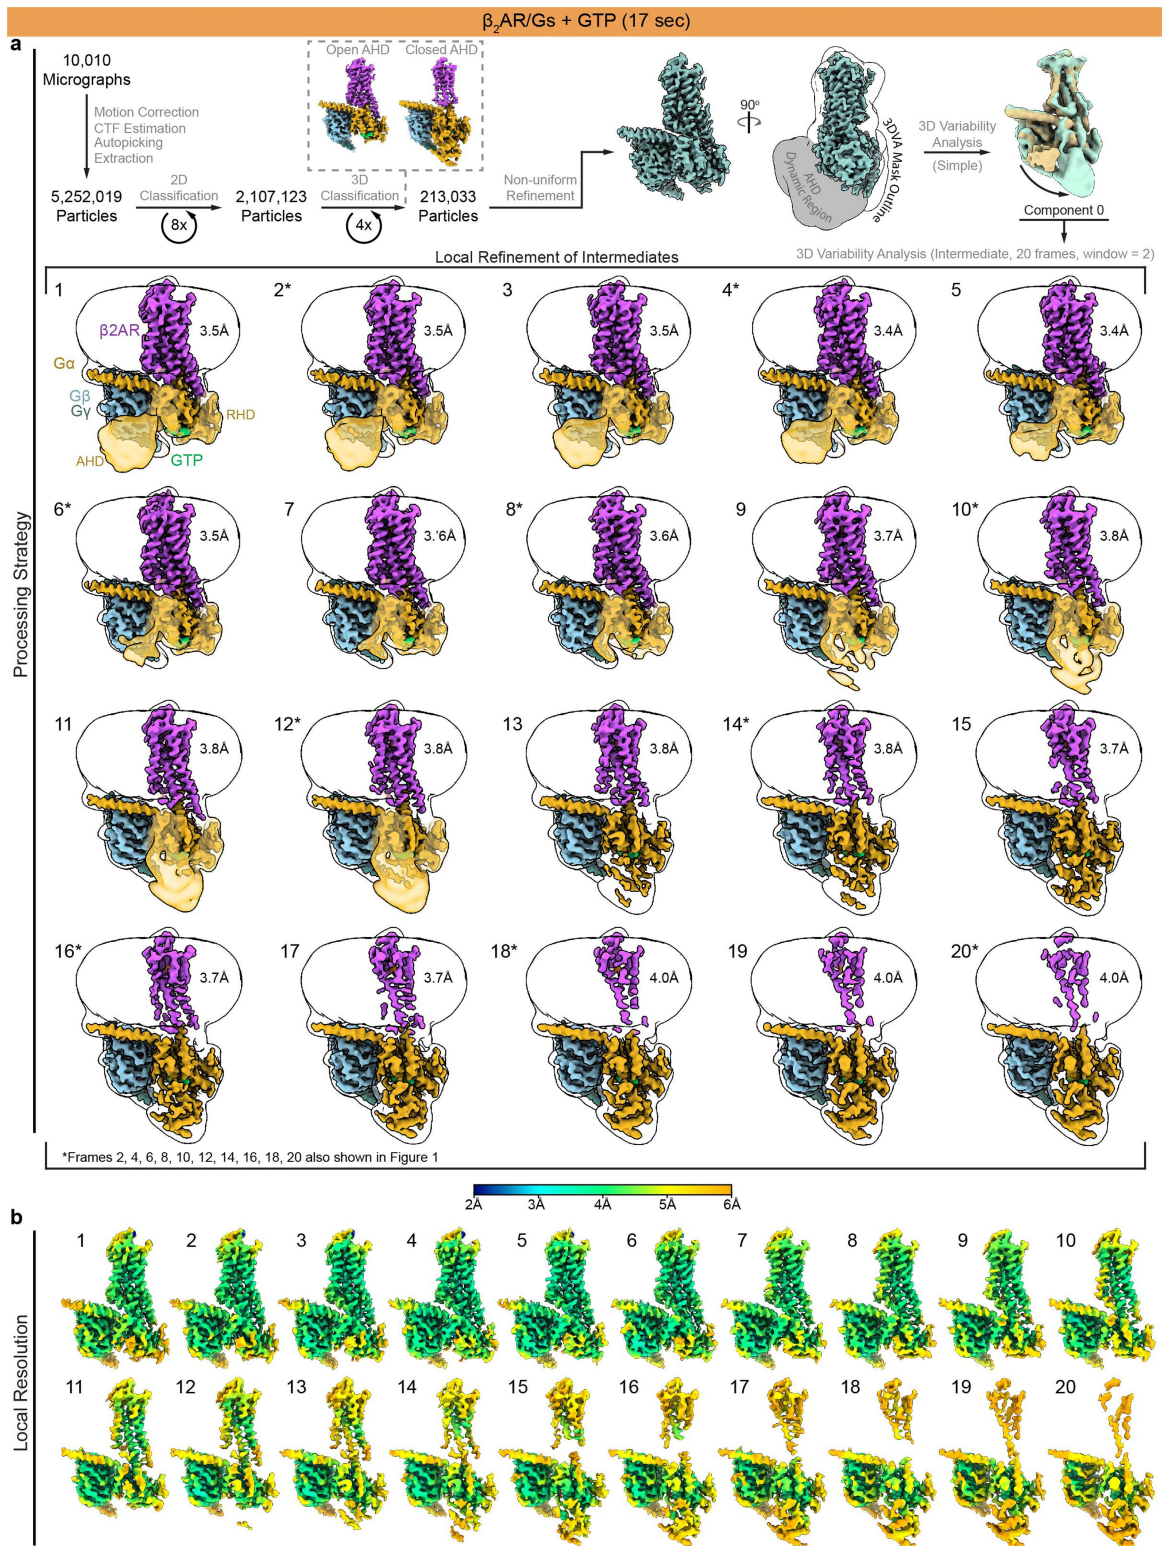 β₂AR/Gs + GTP (17 sec)
a
Open AHD Closed AHD
10,010
Micrographs
Motion Correction
CTF Estimation
Autopicking
Extraction
5,252,019
Particles
2D
Classification
8x
2,107,123
Particles
3D
Classification
4x
213,033
Particles
Non-uniform
Refinement
90º
AHD
Dynamic Region
3DVA Mask Outline
3D Variability
Analysis
(Simple)
Component 0
3D Variability Analysis (Intermediate, 20 frames, window = 2)
Local Refinement of Intermediates
Processing Strategy
1 2* 3 4* 5
β2AR
3.5Å 3.5Å 3.5Å 3.4Å 3.4Å
Gα
Gβ
Gγ
RHD
AHD
GTP
6* 7 8* 9 10*
3.5Å 3.'6Å 3.6Å 3.7Å 3.8Å
11 12* 13 14* 15
3.8Å 3.8Å 3.8Å 3.8Å 3.7Å
16* 17 18* 19 20*
3.7Å 3.7Å 4.0Å 4.0Å 4.0Å
*Frames 2, 4, 6, 8, 10, 12, 14, 16, 18, 20 also shown in Figure 1
2Å 3Å 4Å 5Å 6Å
b
Local Resolution
1 2 3 4 5 6 7 8 9 10
11 12 13 14 15 16 17 18 19 20